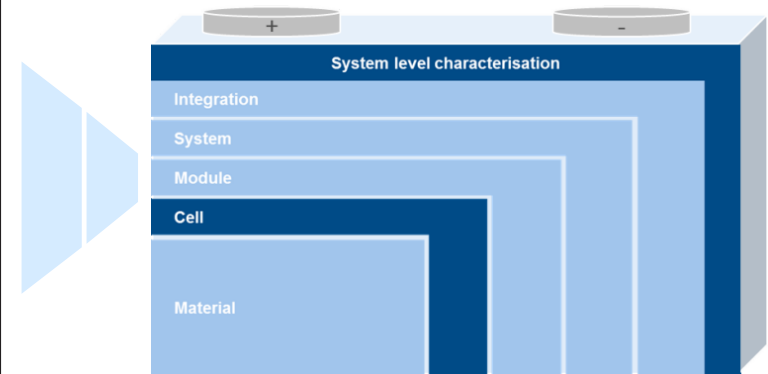 + -
System level characterisation
Integration
System
Module
Cell
Material